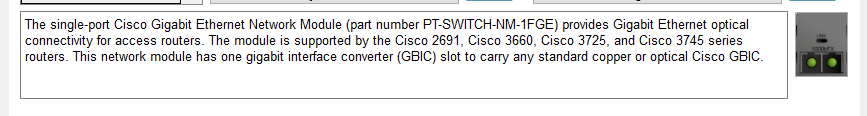 The single-port Cisco Gigabit Ethernet Network Module (part number PT-SWITCH-NM-1FGE) provides Gigabit Ethernet optical
connectivity for access routers. The module is supported by the Cisco 2691, Cisco 3660, Cisco 3725, and Cisco 3745 series
routers. This network module has one gigabit interface converter (GBIC) slot to carry any standard copper or optical Cisco GBIC.